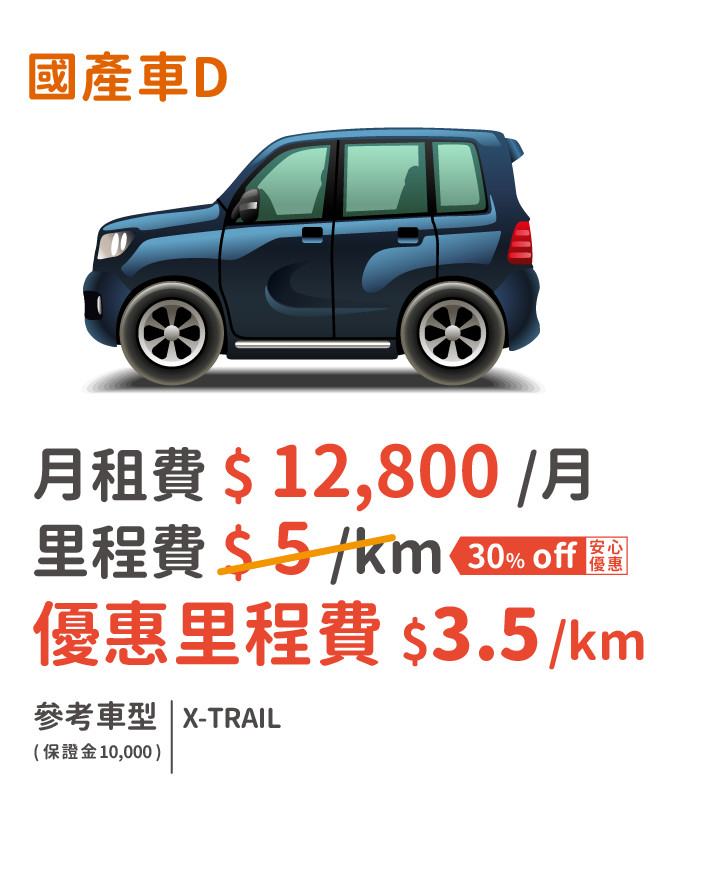 國產車D
月租費 $ 12,800 /月
里程費 $ 5 /km 30% off 安心優惠
優惠里程費 $3.5/km
參考車型 X-TRAIL
(保證金10,000)